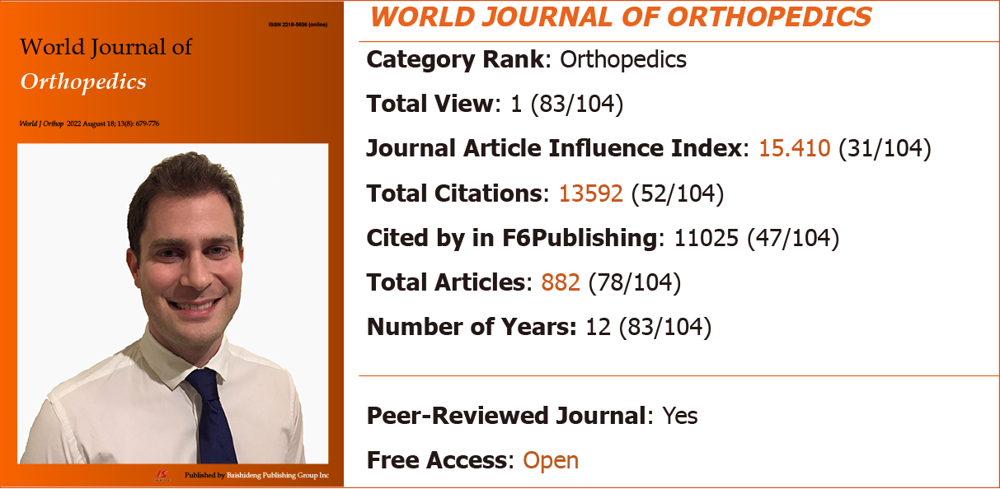 ISSN 2218-5836 (online)
World Journal of
Orthopedics
World J Orthop 2022 August 18; 13(8): 679-776
Published by Baishideng Publishing Group Inc
WORLD JOURNAL OF ORTHOPEDICS
Category Rank: Orthopedics
Total View: 1 (83/104)
Journal Article Influence Index: 15.410 (31/104)
Total Citations: 13592 (52/104)
Cited by in F6Publishing: 11025 (47/104)
Total Articles: 882 (78/104)
Number of Years: 12 (83/104)
Peer-Reviewed Journal: Yes
Free Access: Open